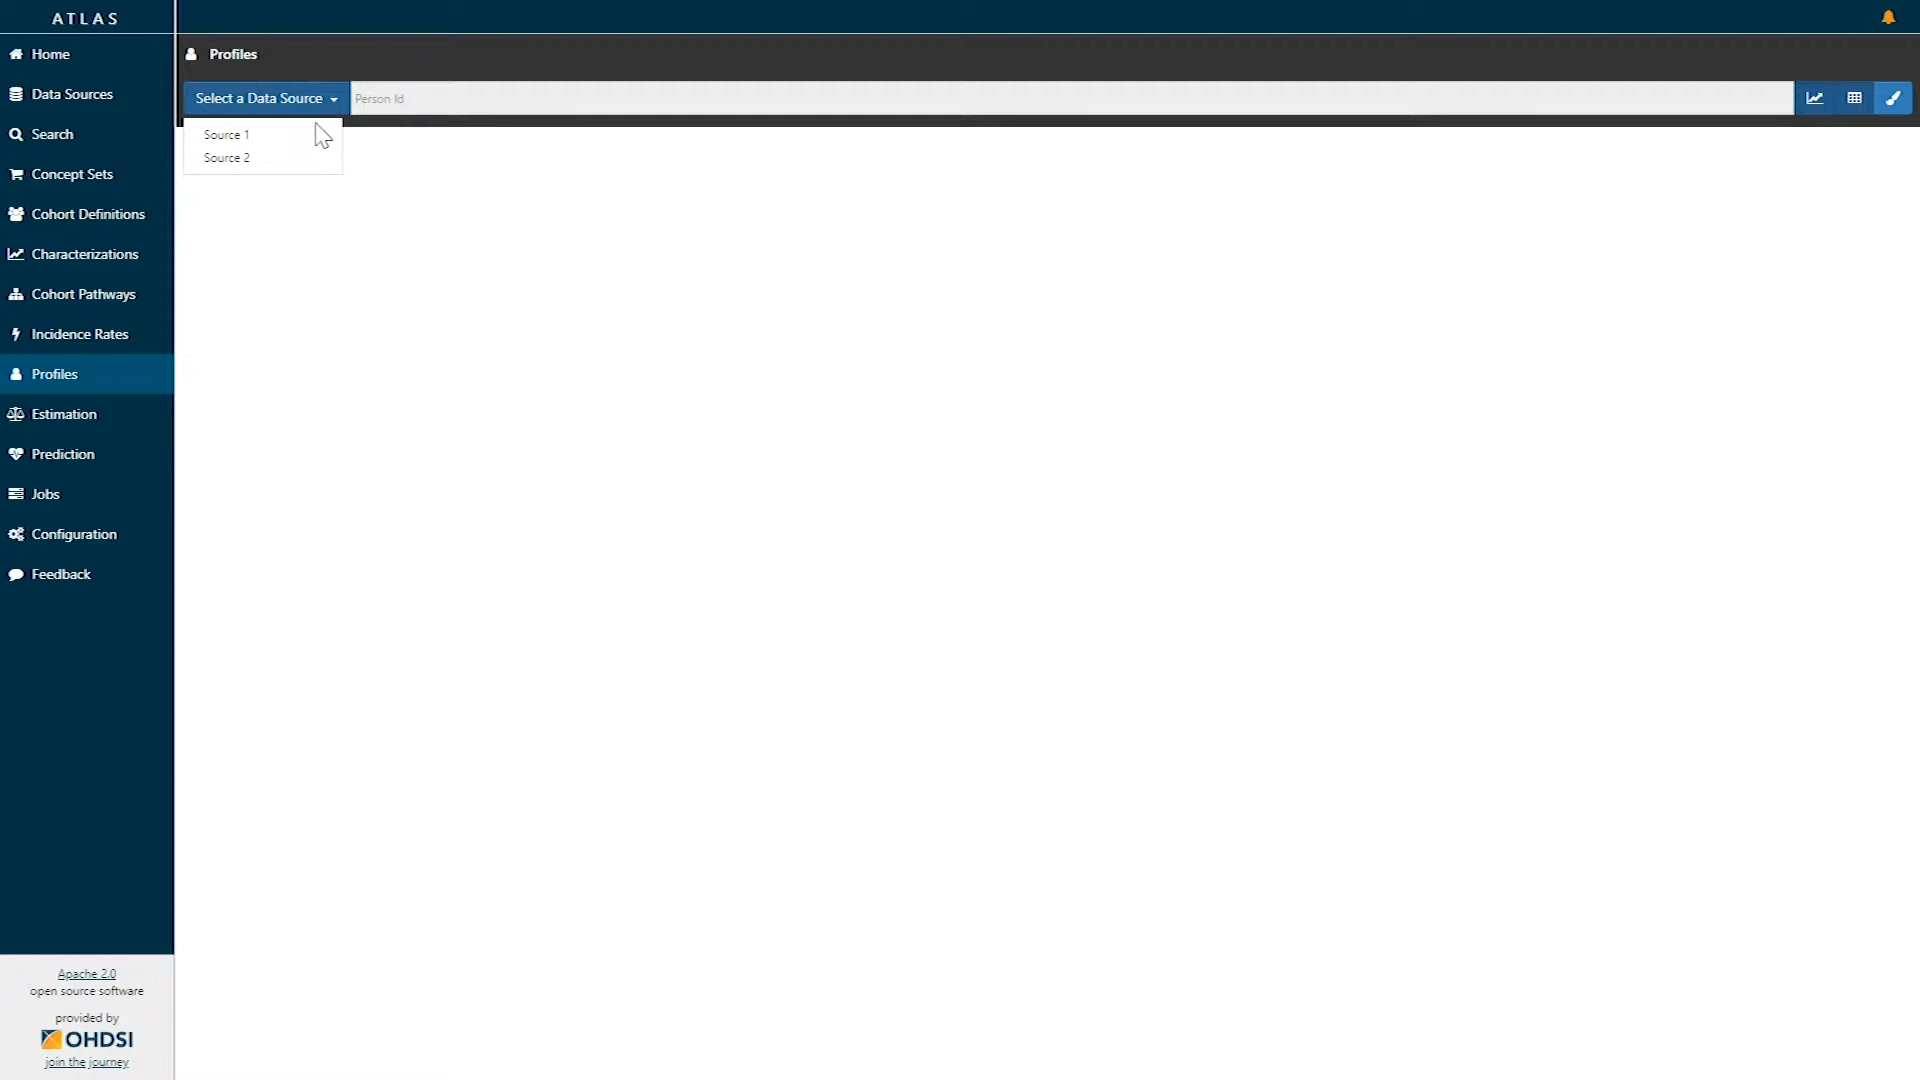 ATLAS
Home
Data Sources
Search
Concept Sets
Cohort Definitions
Characterizations
Cohort Pathways
Incidence Rates
Profiles
Estimation
Prediction
Jobs
Configuration
Feedback
Apache 2.0
open source software
provided by
OHDSI
join the journey
Profiles
Select a Data Source
Person Id
Source 1
Source 2